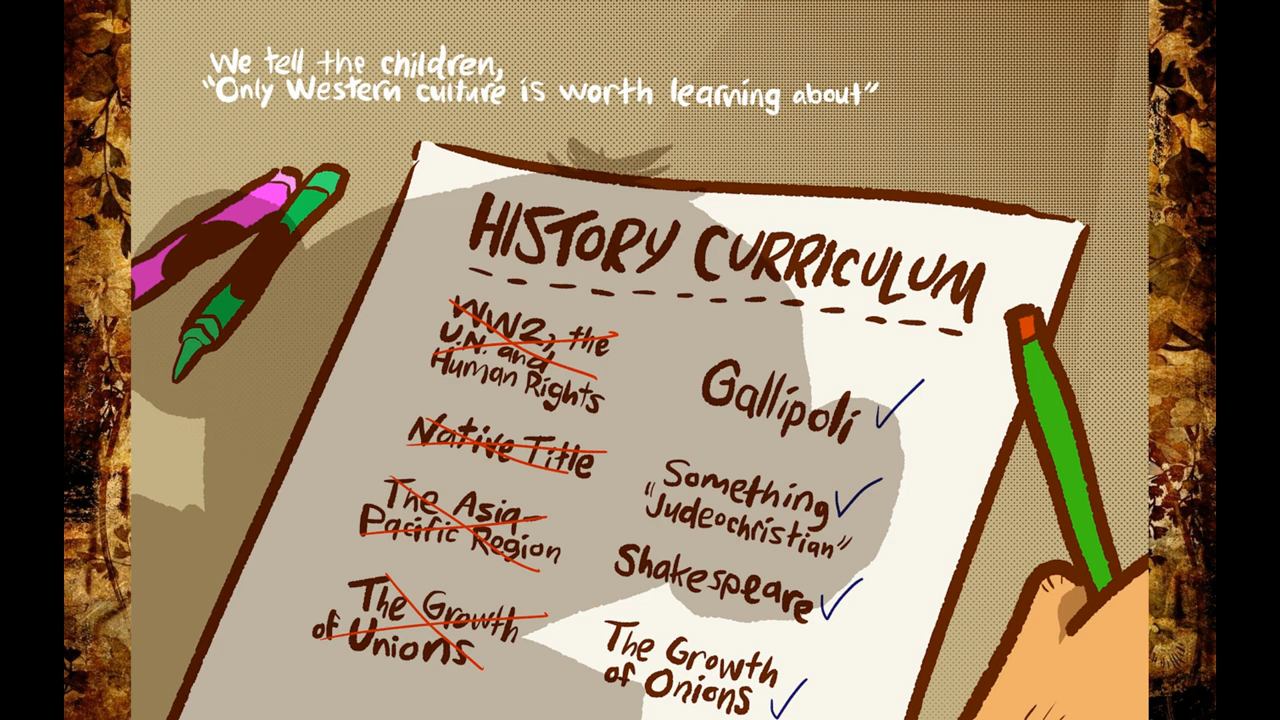 We tell the children,
“Only Western culture is worth learning about”
HISTORY CURRICULUM
WW2, the
U.N. and
Human Rights
Native Title
The Asia-
Pacific Region
The Growth
of Unions
Gallipoli
Something
“Judeochristian”
Shakespeare
The Growth
of Onions